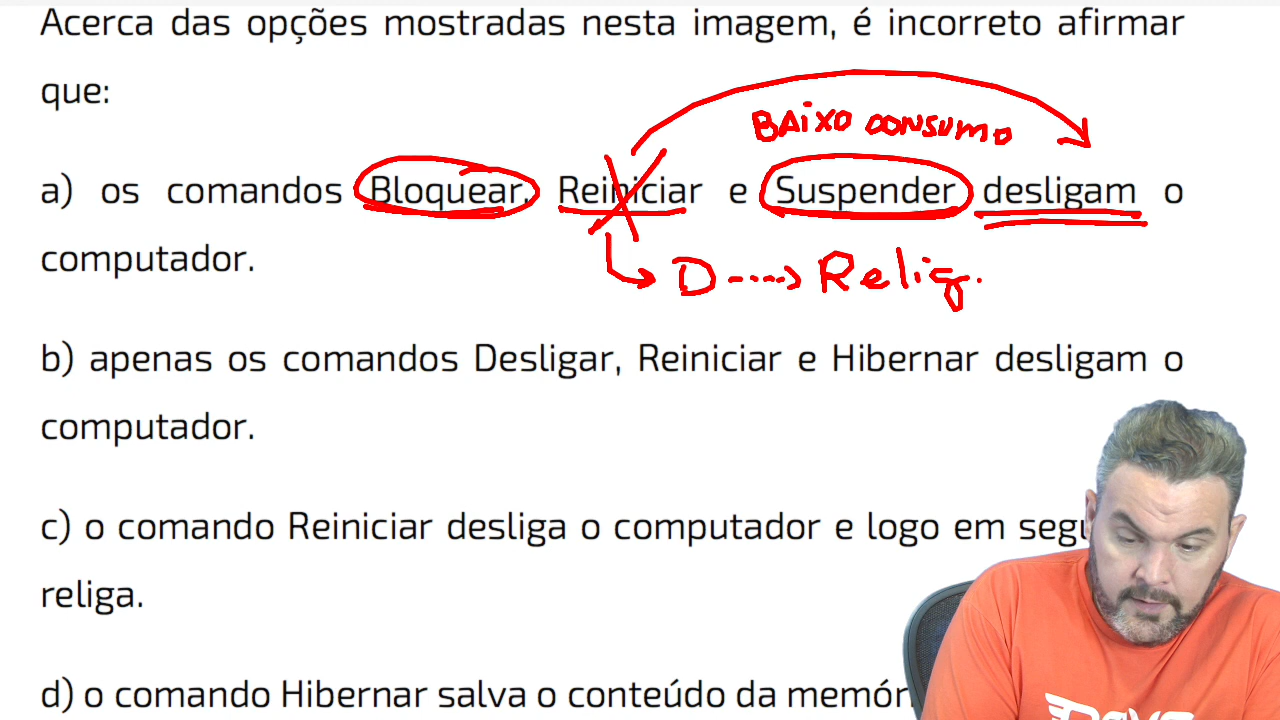 Acerca das opções mostradas nesta imagem, é incorreto afirmar
que:
BAIXO CONSUMO
a) os comandos Bloquear, Reiniciar e Suspender desligam o
computador.
D ----> Relig.
b) apenas os comandos Desligar, Reiniciar e Hibernar desligam o
computador.
c) o comando Reiniciar desliga o computador e logo em
religa.
d) o comando Hibernar salva o conteúdo da